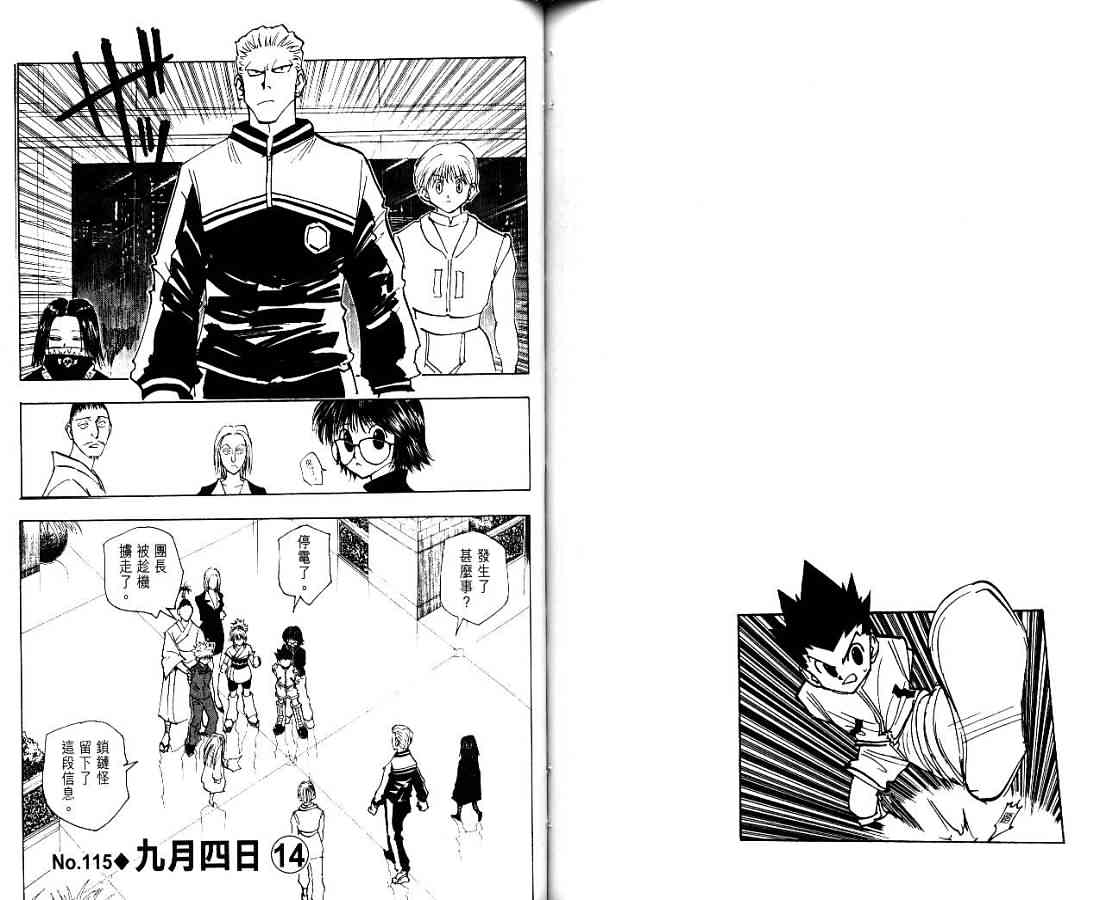 發生了
甚麼事?
停電了。
團長
被趁機
擄走了。
鎖鏈怪
留下了
這段信息。
No.115◆九月四日⑭